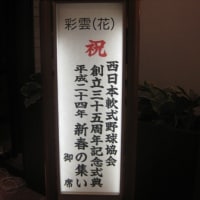 彩雲(花)
祝
西日本軟式野球協会
創立三十五周年記念式典
平成二十四年 新春の集い
御席